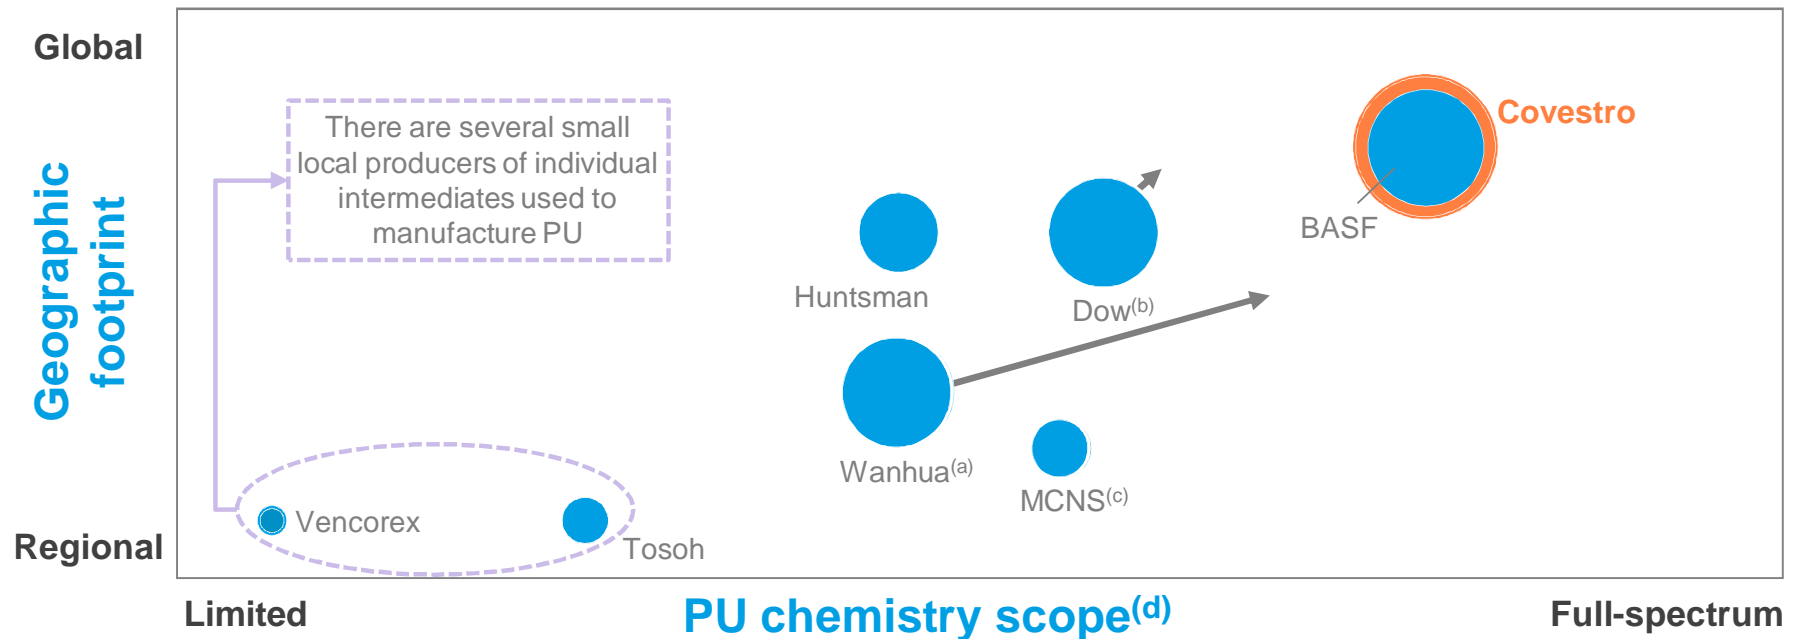 Global
Geographic
footprint
Regional
There are several small
local producers of individual
intermediates used to
manufacture PU
Covestro
BASF
Huntsman
Dow(b)
Wanhua(a)
MCNS(c)
Vencorex
Tosoh
Limited
PU chemistry scope(d)
Full-spectrum